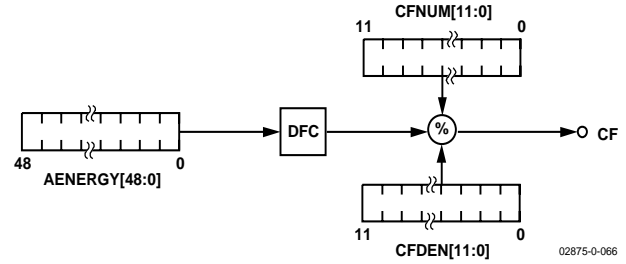 CFNUM[11:0]
11 0
DFC
%
CF
48 0
AENERGY[48:0]
11 0
CFDEN[11:0]
02875-0-066